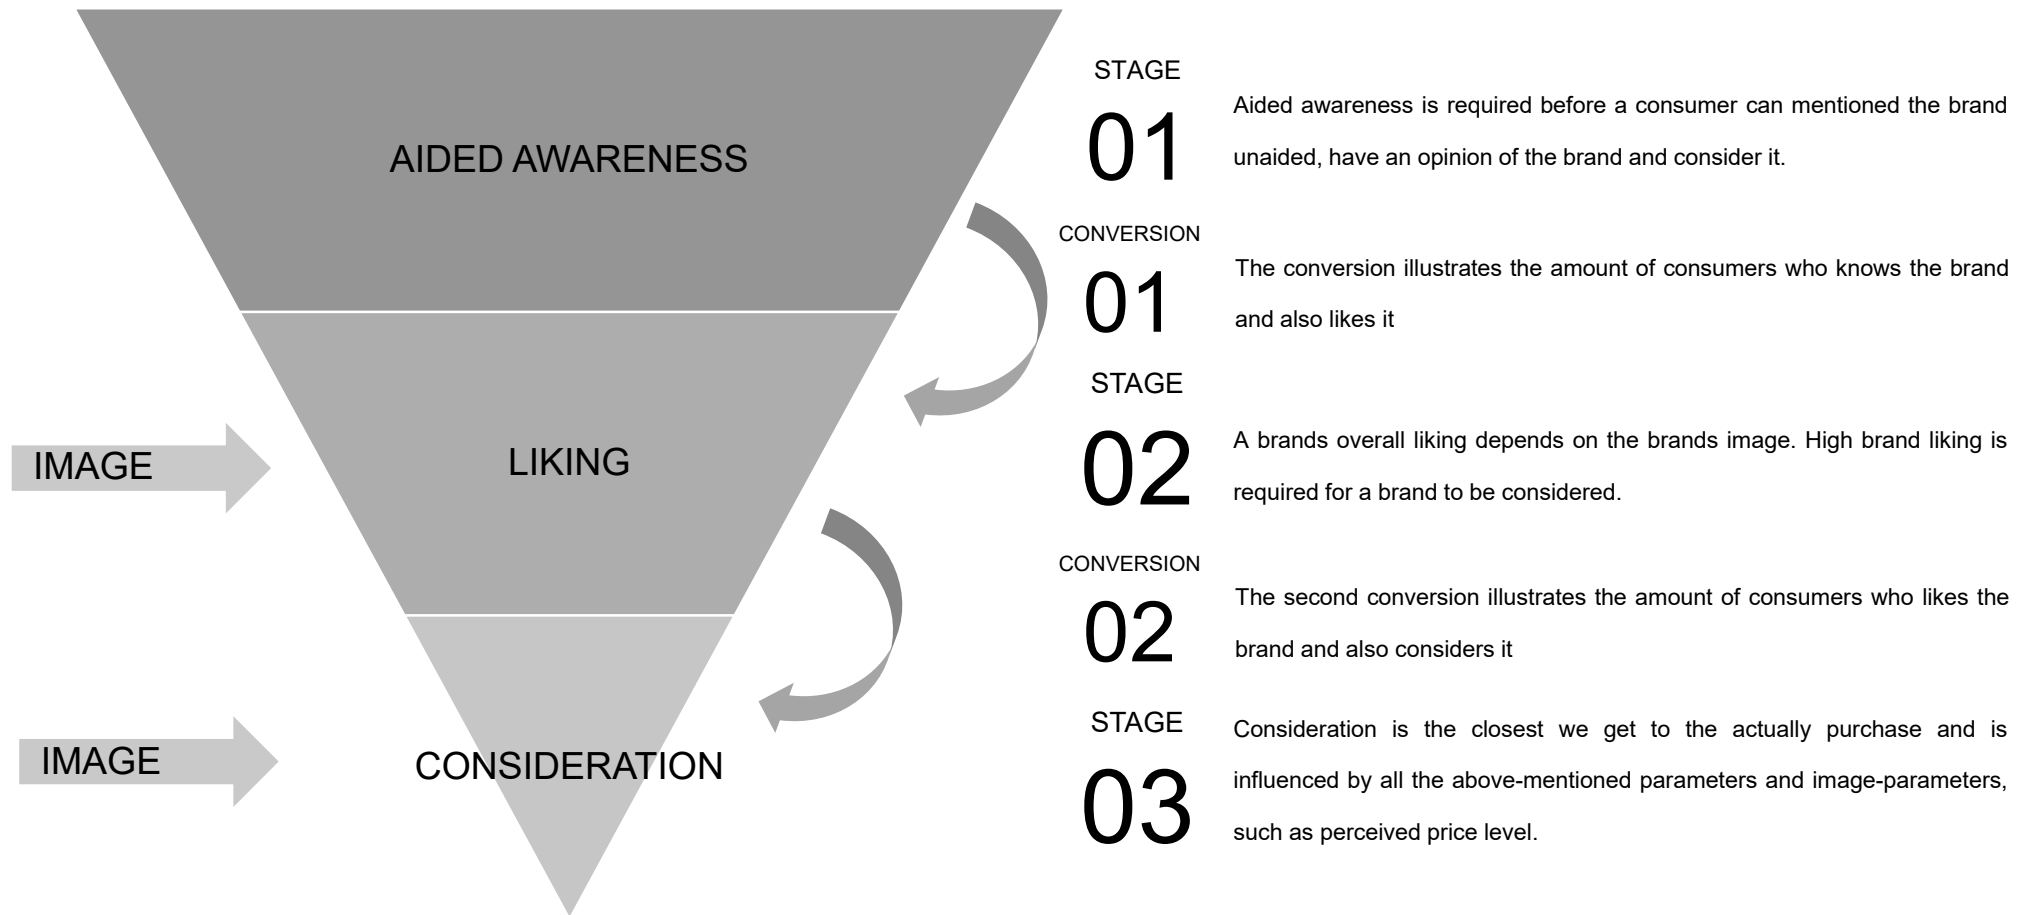 AIDED AWARENESS
STAGE
01
Aided awareness is required before a consumer can mentioned the brand
unaided, have an opinion of the brand and consider it.
CONVERSION
01
The conversion illustrates the amount of consumers who knows the brand
and also likes it
IMAGE
LIKING
STAGE
02
A brands overall liking depends on the brands image. High brand liking is
required for a brand to be considered.
CONVERSION
02
The second conversion illustrates the amount of consumers who likes the
brand and also considers it
IMAGE
CONSIDERATION
STAGE
03
Consideration is the closest we get to the actually purchase and is
influenced by all the above-mentioned parameters and image-parameters,
such as perceived price level.